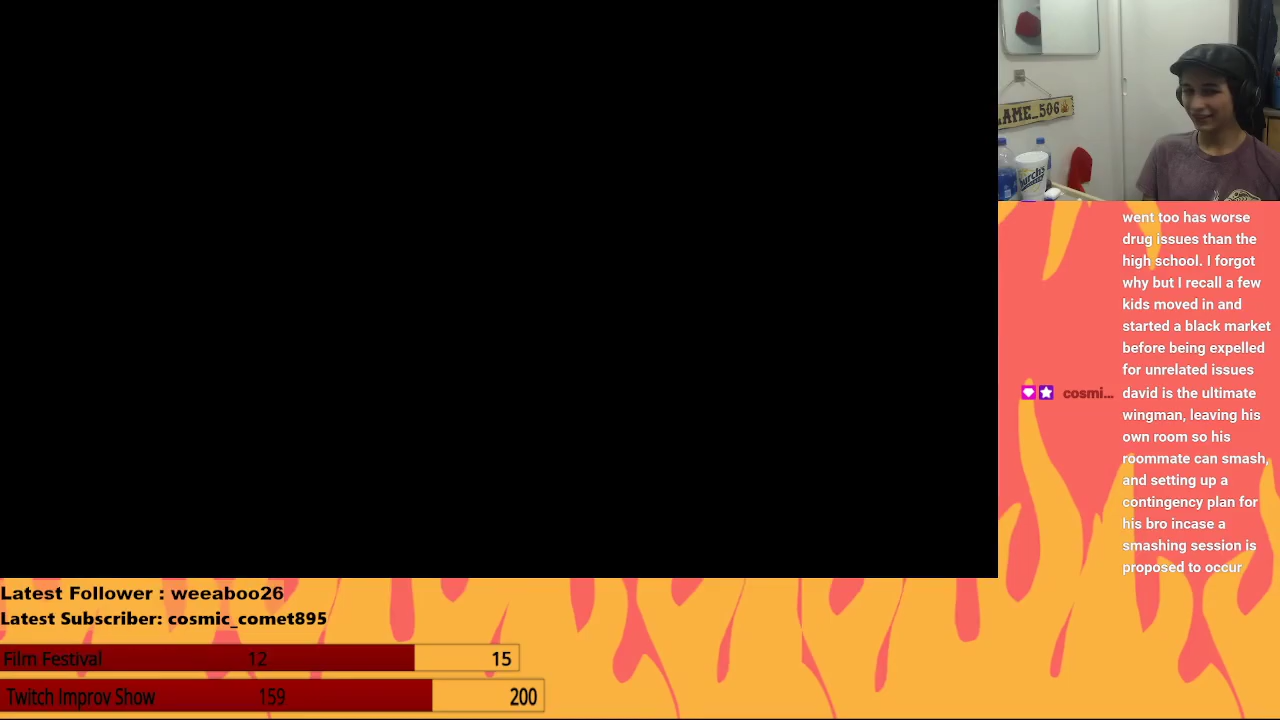 AME_506
went too has worse
drug issues than the
high school. I forgot
why but I recall a few
kids moved in and
started a black market
before being expelled
for unrelated issues
cosmi... david is the ultimate
wingman, leaving his
own room so his
roommate can smash,
and setting up a
contingency plan for
his bro incase a
smashing session is
proposed to occur
Latest Follower : weeaboo26
Latest Subscriber: cosmic_comet895
Film Festival 12 15
Twitch Improv Show 159 200